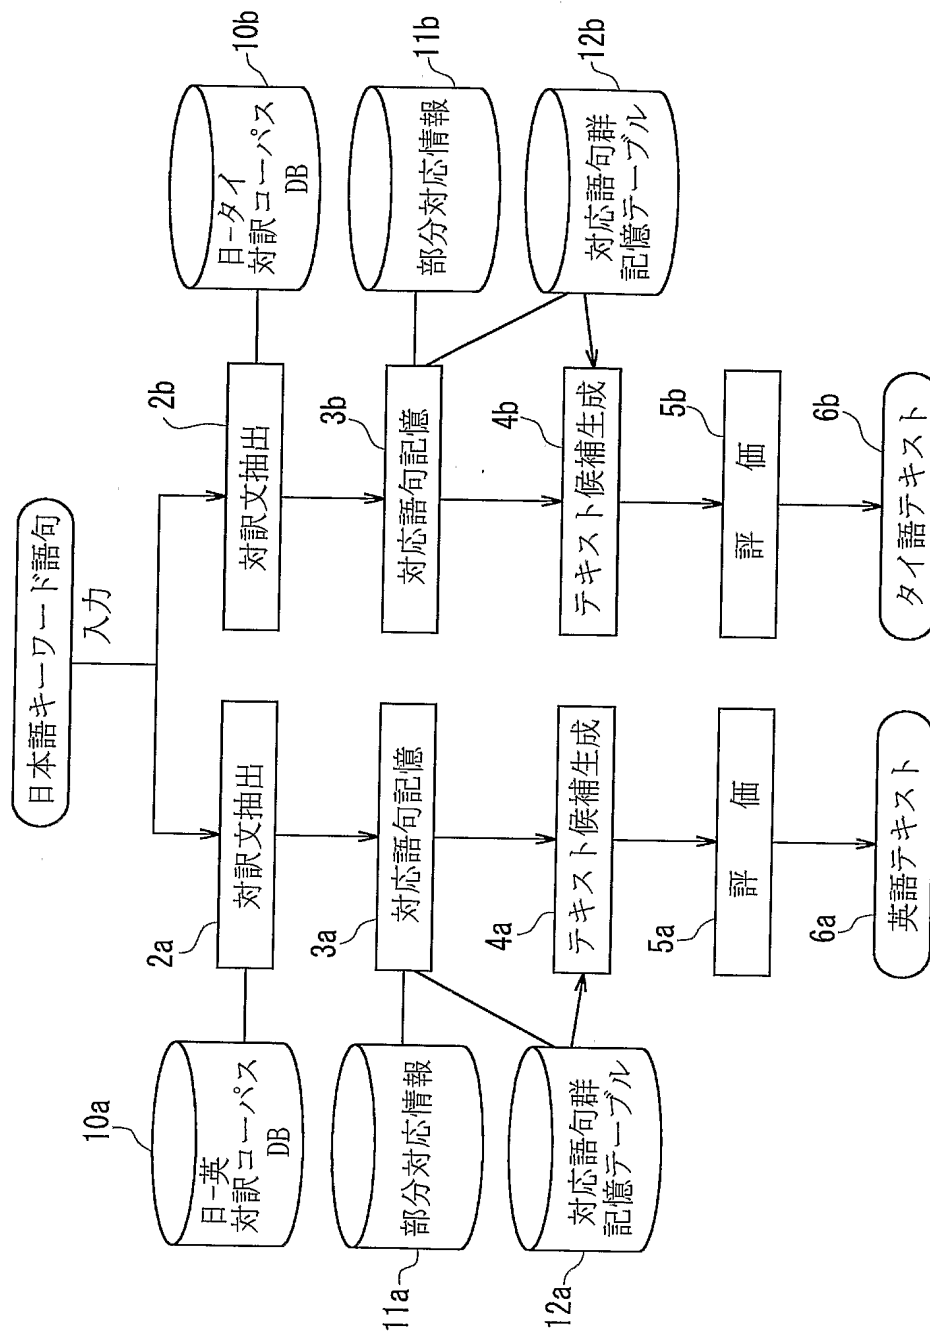 日本語キーワード語句
入力
10a
日-英
対訳コーパス
DB
2a
対訳文抽出
2b
対訳文抽出
10b
日-タイ
対訳コーパス
DB
11a
部分対応情報
3a
対応語句記憶
3b
対応語句記憶
11b
部分対応情報
12a
対応語句群
記憶テーブル
4a
テキスト候補生成
4b
テキスト候補生成
12b
対応語句群
記憶テーブル
5a
評 価
5b
評 価
6a
英語テキスト
6b
タイ語テキスト